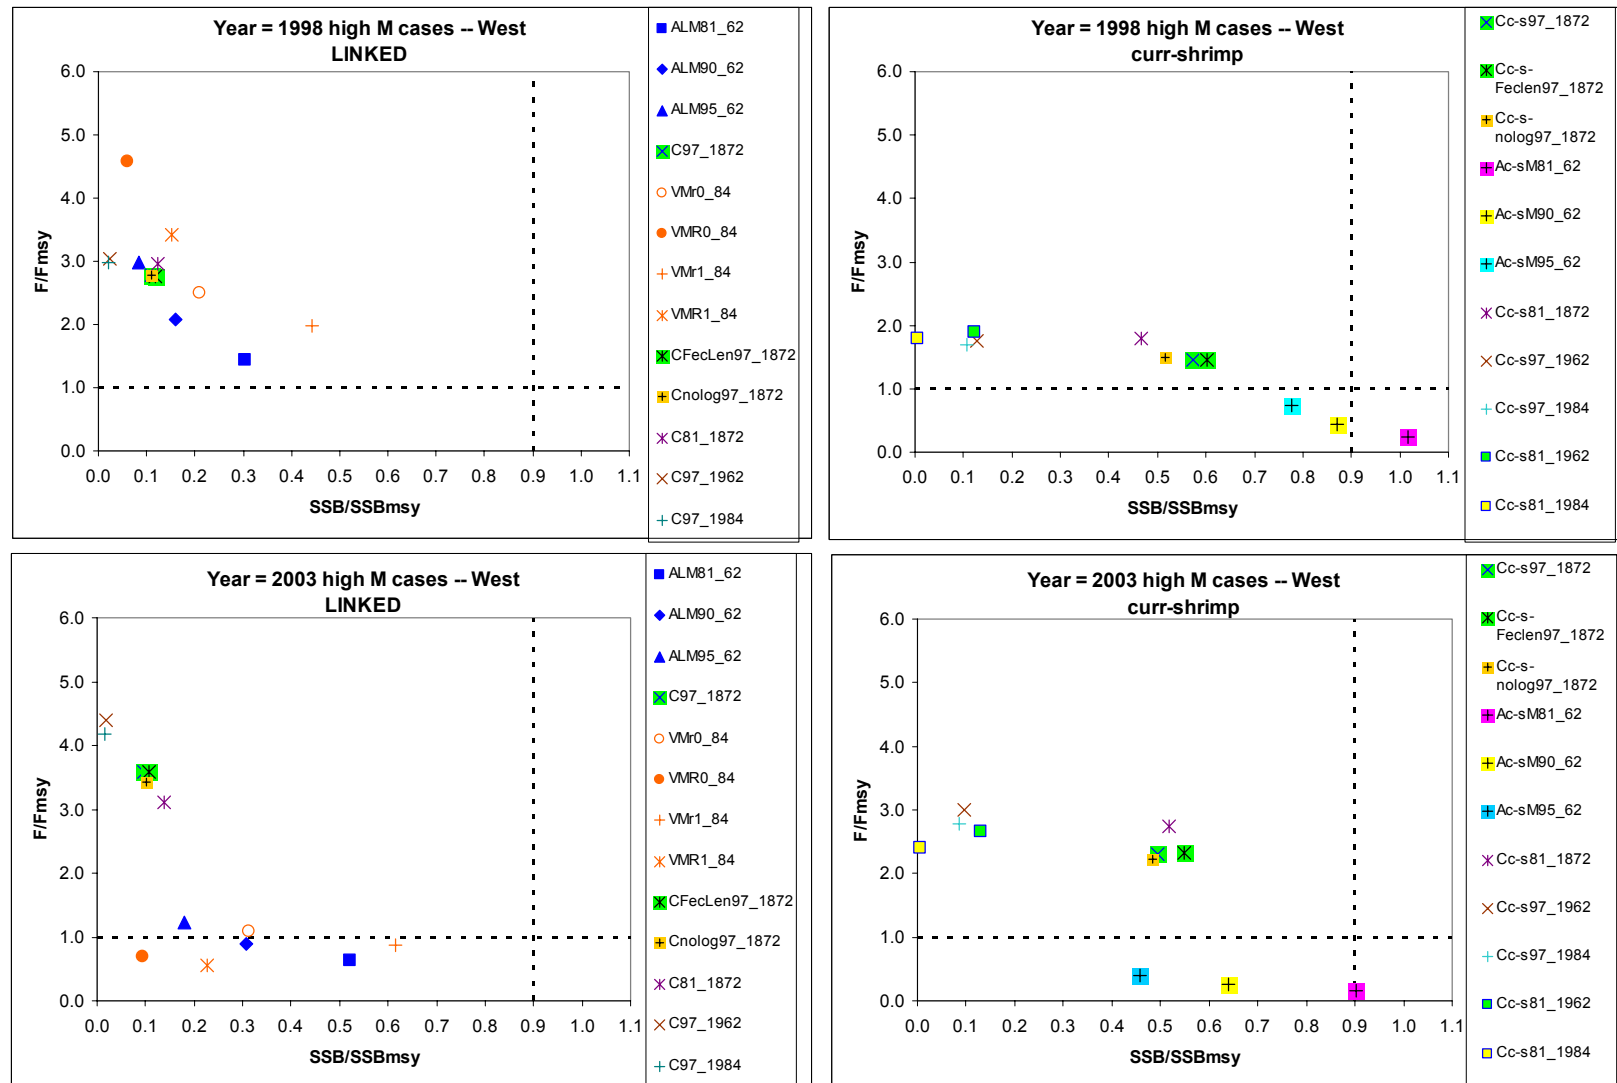 Year = 1998 high M cases -- West
LINKED
6.0
5.0
4.0
3.0
2.0
1.0
0.0
F/Fmsy
0.0 0.1 0.2 0.3 0.4 0.5 0.6 0.7 0.8 0.9 1.0 1.1
SSB/SSBmsy
ALM81_62
ALM90_62
ALM95_62
C97_1872
VMr0_84
VMR0_84
VMr1_84
VMR1_84
CFecLen97_1872
Cnolog97_1872
C81_1872
C97_1962
C97_1984
Year = 1998 high M cases -- West
curr-shrimp
6.0
5.0
4.0
3.0
2.0
1.0
0.0
F/Fmsy
0.0 0.1 0.2 0.3 0.4 0.5 0.6 0.7 0.8 0.9 1.0 1.1
SSB/SSBmsy
Cc-s97_1872
Cc-s-
Feclen97_1872
Cc-s-
nolog97_1872
Ac-sM81_62
Ac-sM90_62
Ac-sM95_62
Cc-s81_1872
Cc-s97_1962
Cc-s97_1984
Cc-s81_1962
Cc-s81_1984
Year = 2003 high M cases -- West
LINKED
6.0
5.0
4.0
3.0
2.0
1.0
0.0
F/Fmsy
0.0 0.1 0.2 0.3 0.4 0.5 0.6 0.7 0.8 0.9 1.0 1.1
SSB/SSBmsy
ALM81_62
ALM90_62
ALM95_62
C97_1872
VMr0_84
VMR0_84
VMr1_84
VMR1_84
CFecLen97_1872
Cnolog97_1872
C81_1872
C97_1962
C97_1984
Year = 2003 high M cases -- West
curr-shrimp
6.0
5.0
4.0
3.0
2.0
1.0
0.0
F/Fmsy
0.0 0.1 0.2 0.3 0.4 0.5 0.6 0.7 0.8 0.9 1.0 1.1
SSB/SSBmsy
Cc-s97_1872
Cc-s-
Feclen97_1872
Cc-s-
nolog97_1872
Ac-sM81_62
Ac-sM90_62
Ac-sM95_62
Cc-s81_1872
Cc-s97_1962
Cc-s97_1984
Cc-s81_1962
Cc-s81_1984